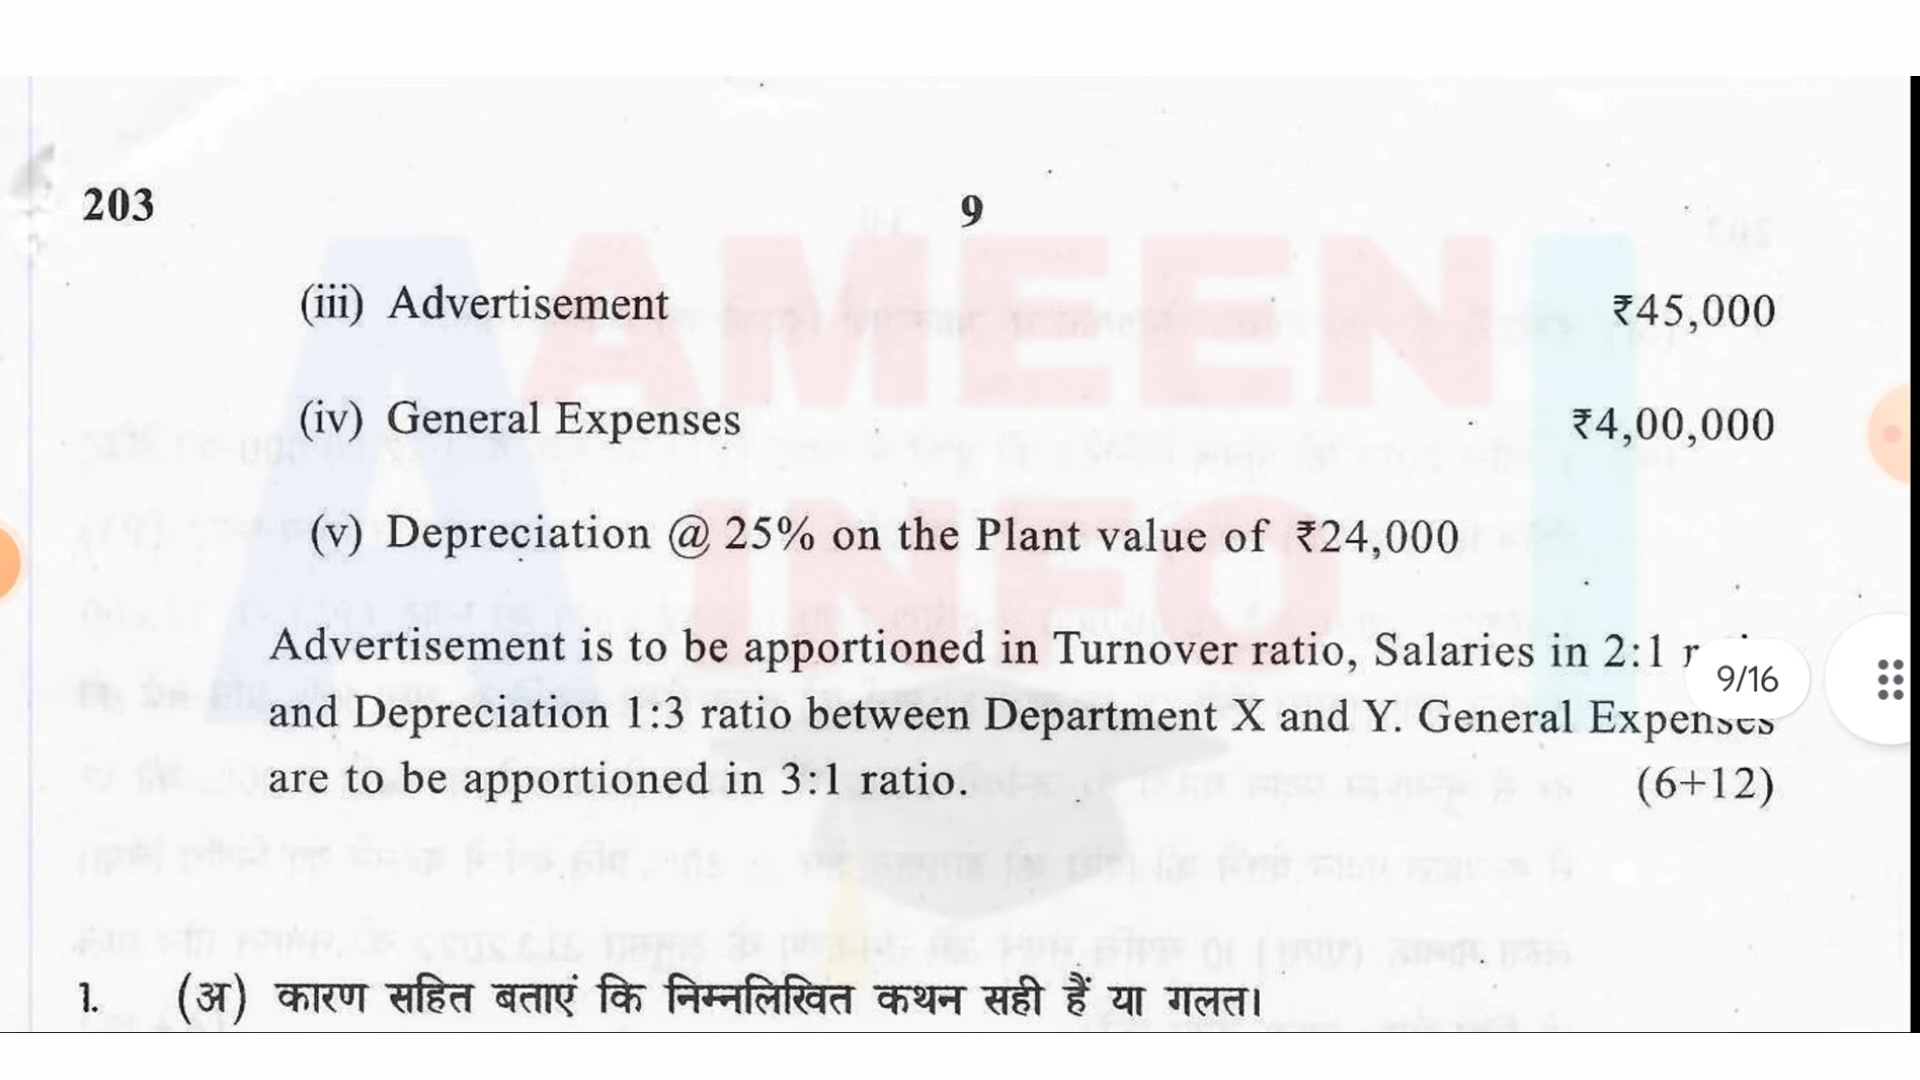 203
9
(iii) Advertisement ₹45,000
(iv) General Expenses ₹4,00,000
(v) Depreciation @ 25% on the Plant value of ₹24,000
Advertisement is to be apportioned in Turnover ratio, Salaries in 2:1
and Depreciation 1:3 ratio between Department X and Y. General Expenses
are to be apportioned in 3:1 ratio. (6+12)
9/16
1. (अ) कारण सहित बताएं कि निम्नलिखित कथन सही हैं या गलत।
AMEEN
INFO